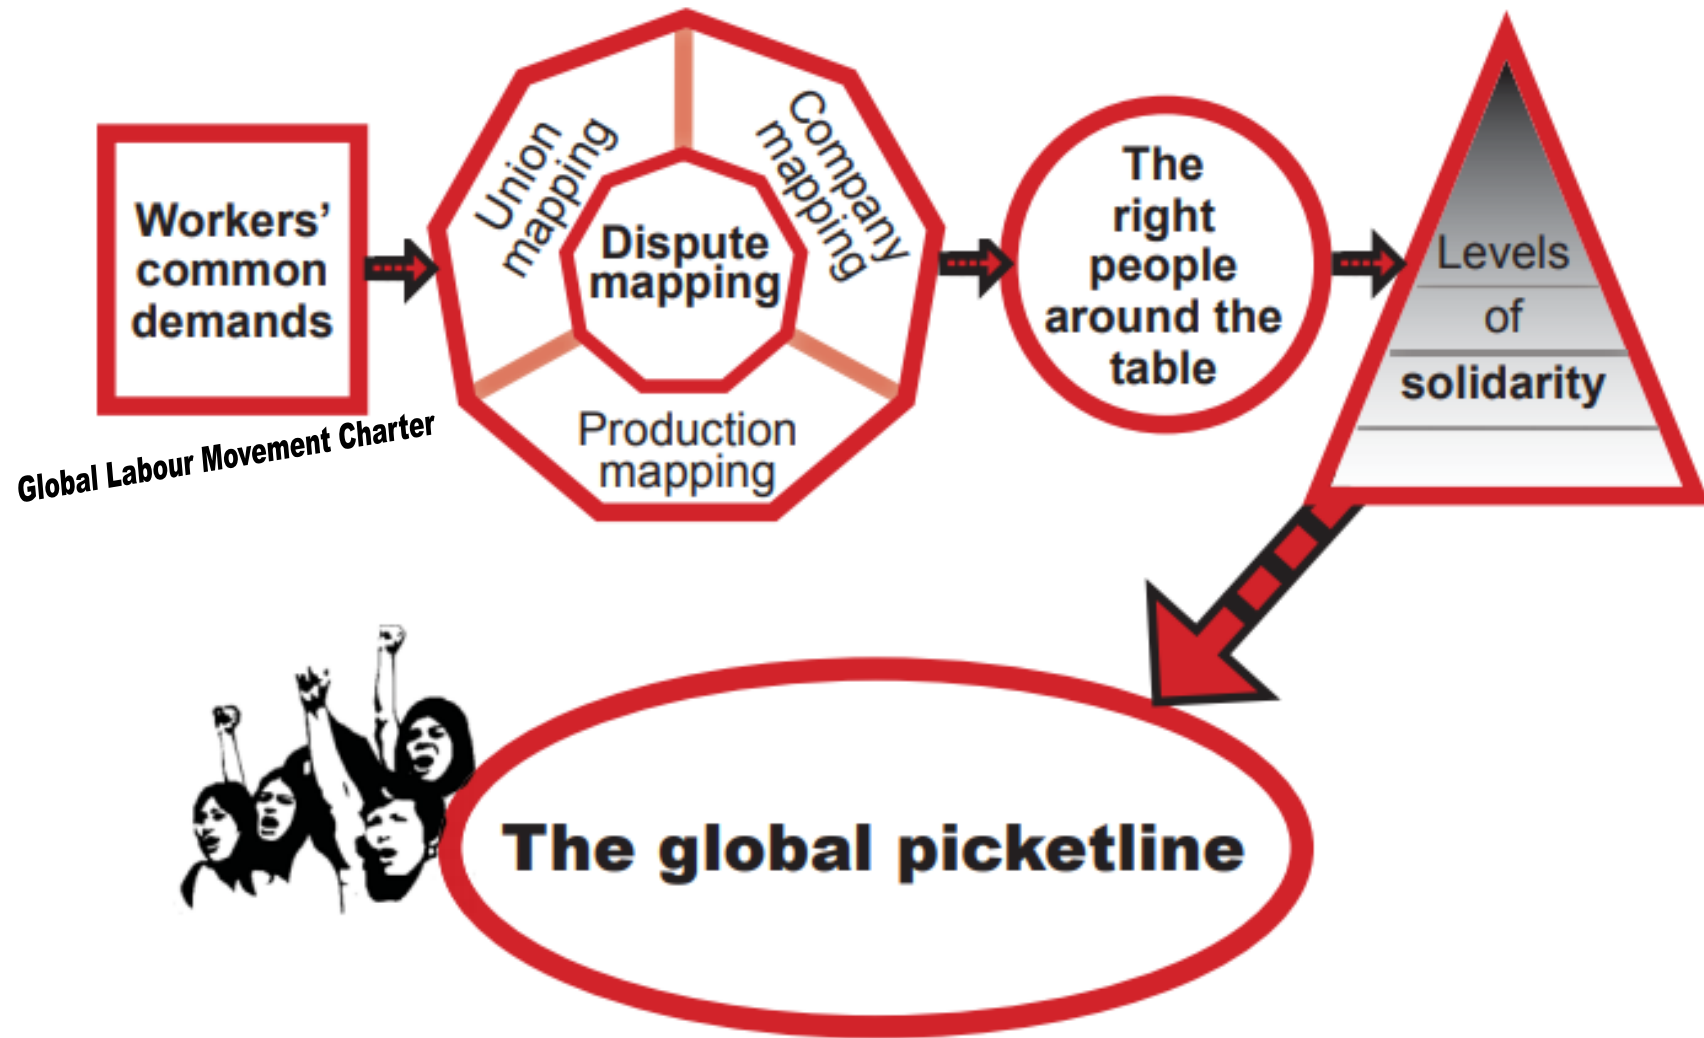 Workers’
common
demands
Global Labour Movement Charter
Union
mapping
Company
mapping
Dispute
mapping
Production
mapping
The
right
people
around the
table
Levels
of
solidarity
The global picketline